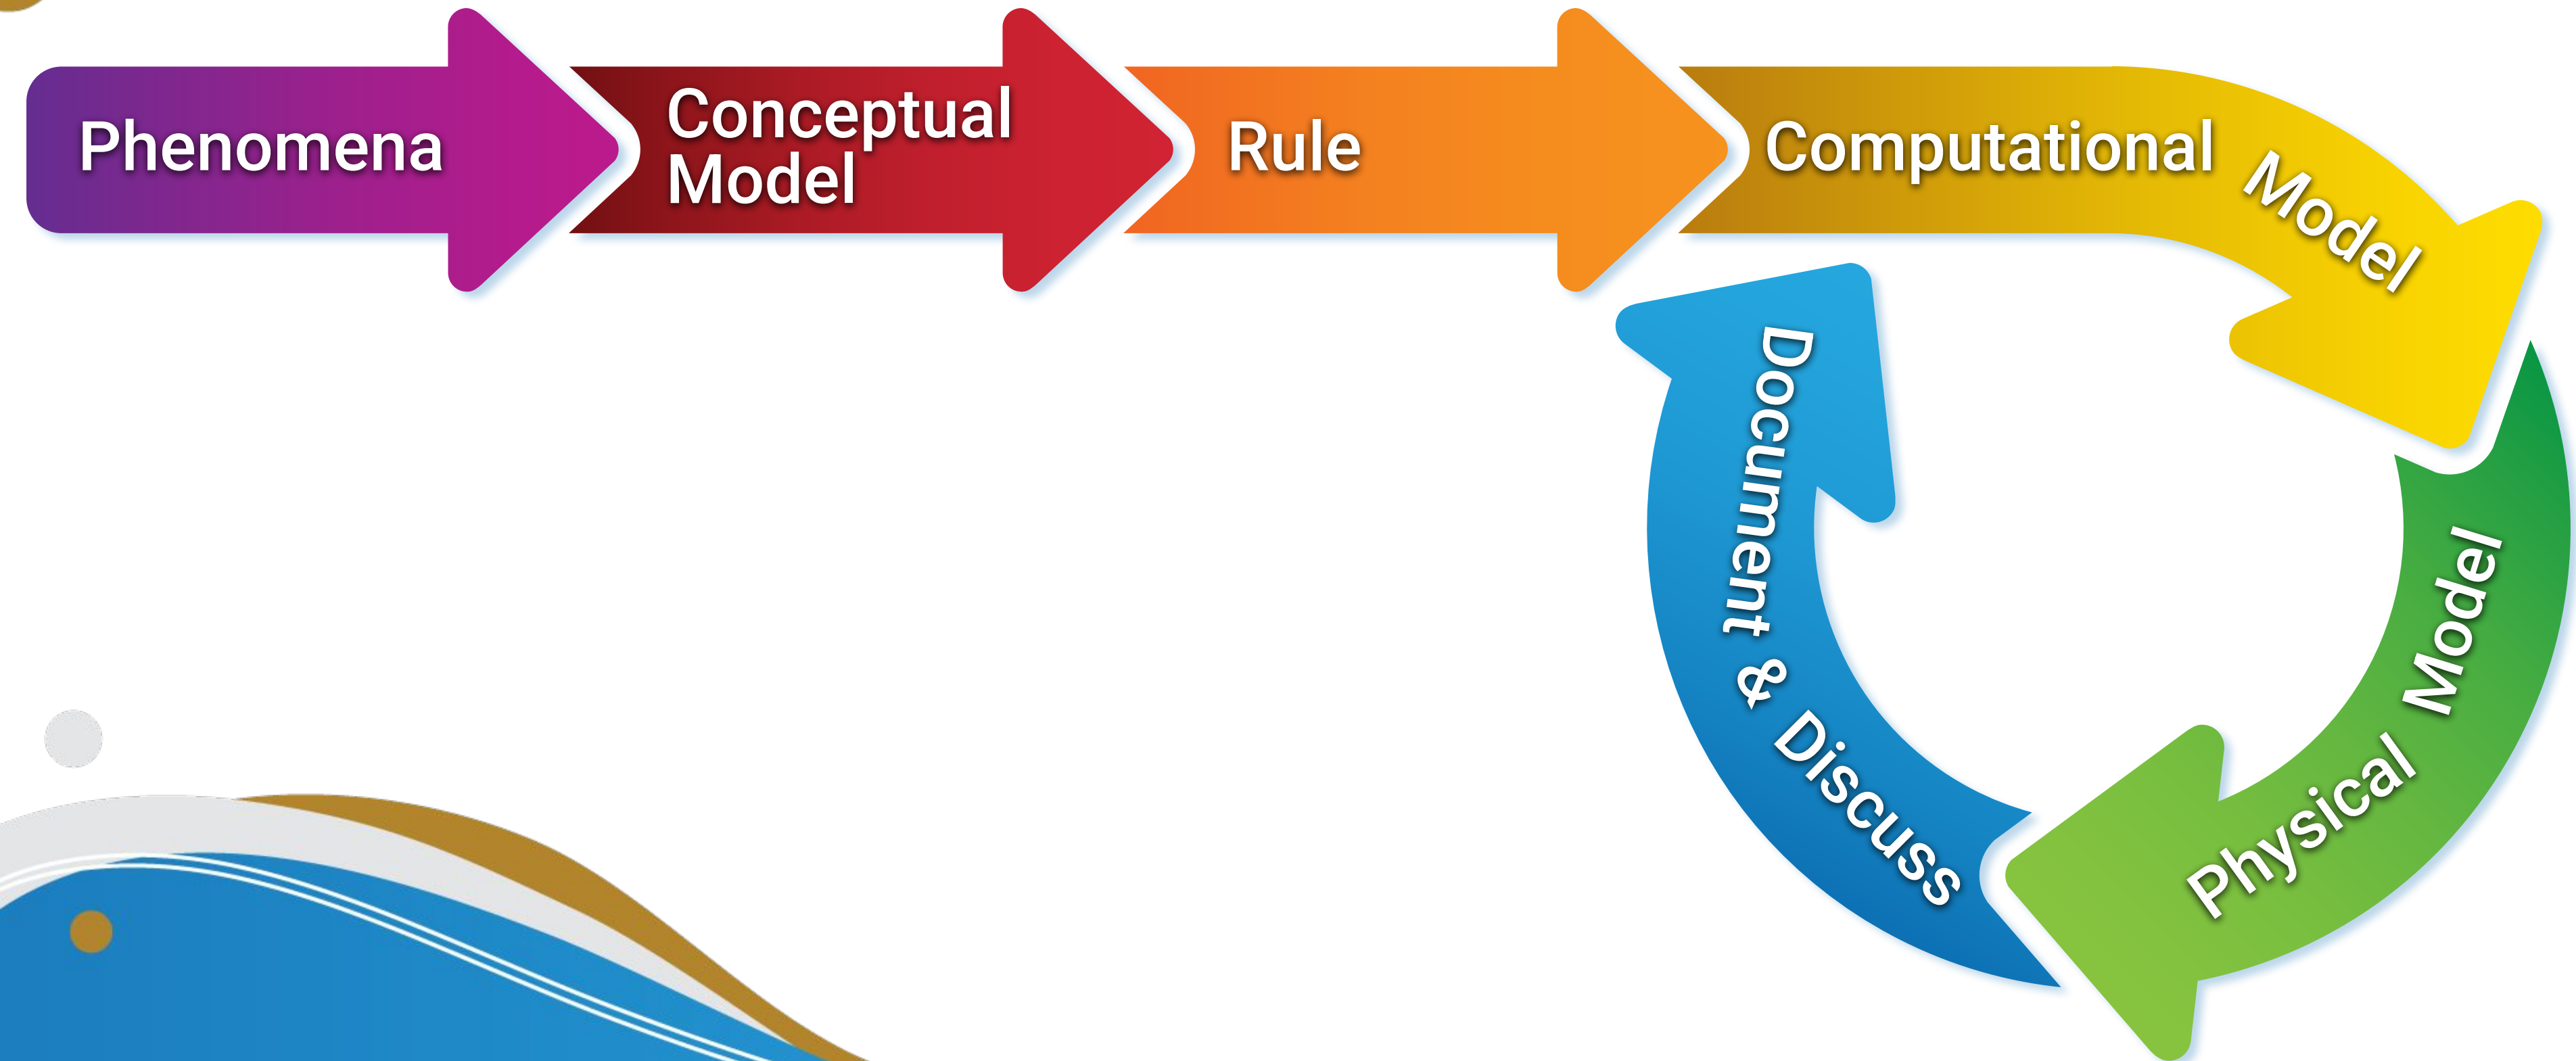 Phenomena
Conceptual
Model
Rule
Computational Model
Physical Model
Document & Discuss